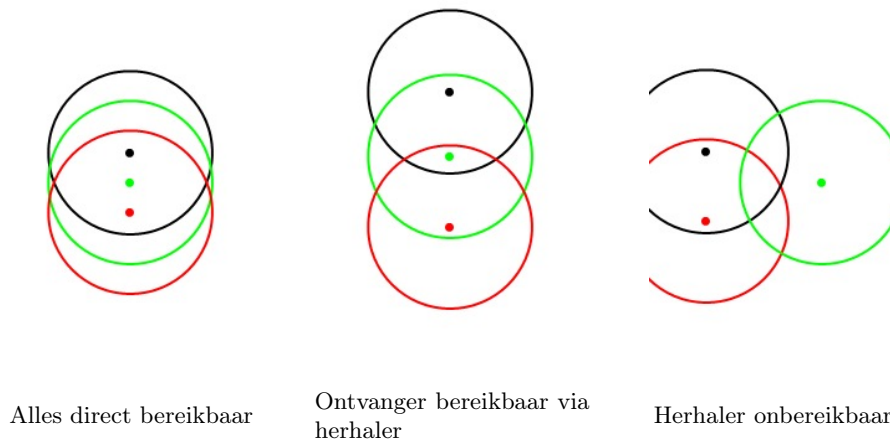 Alles direct bereikbaar
Ontvanger bereikbaar via
herhaler
Herhaler onbereikbaar